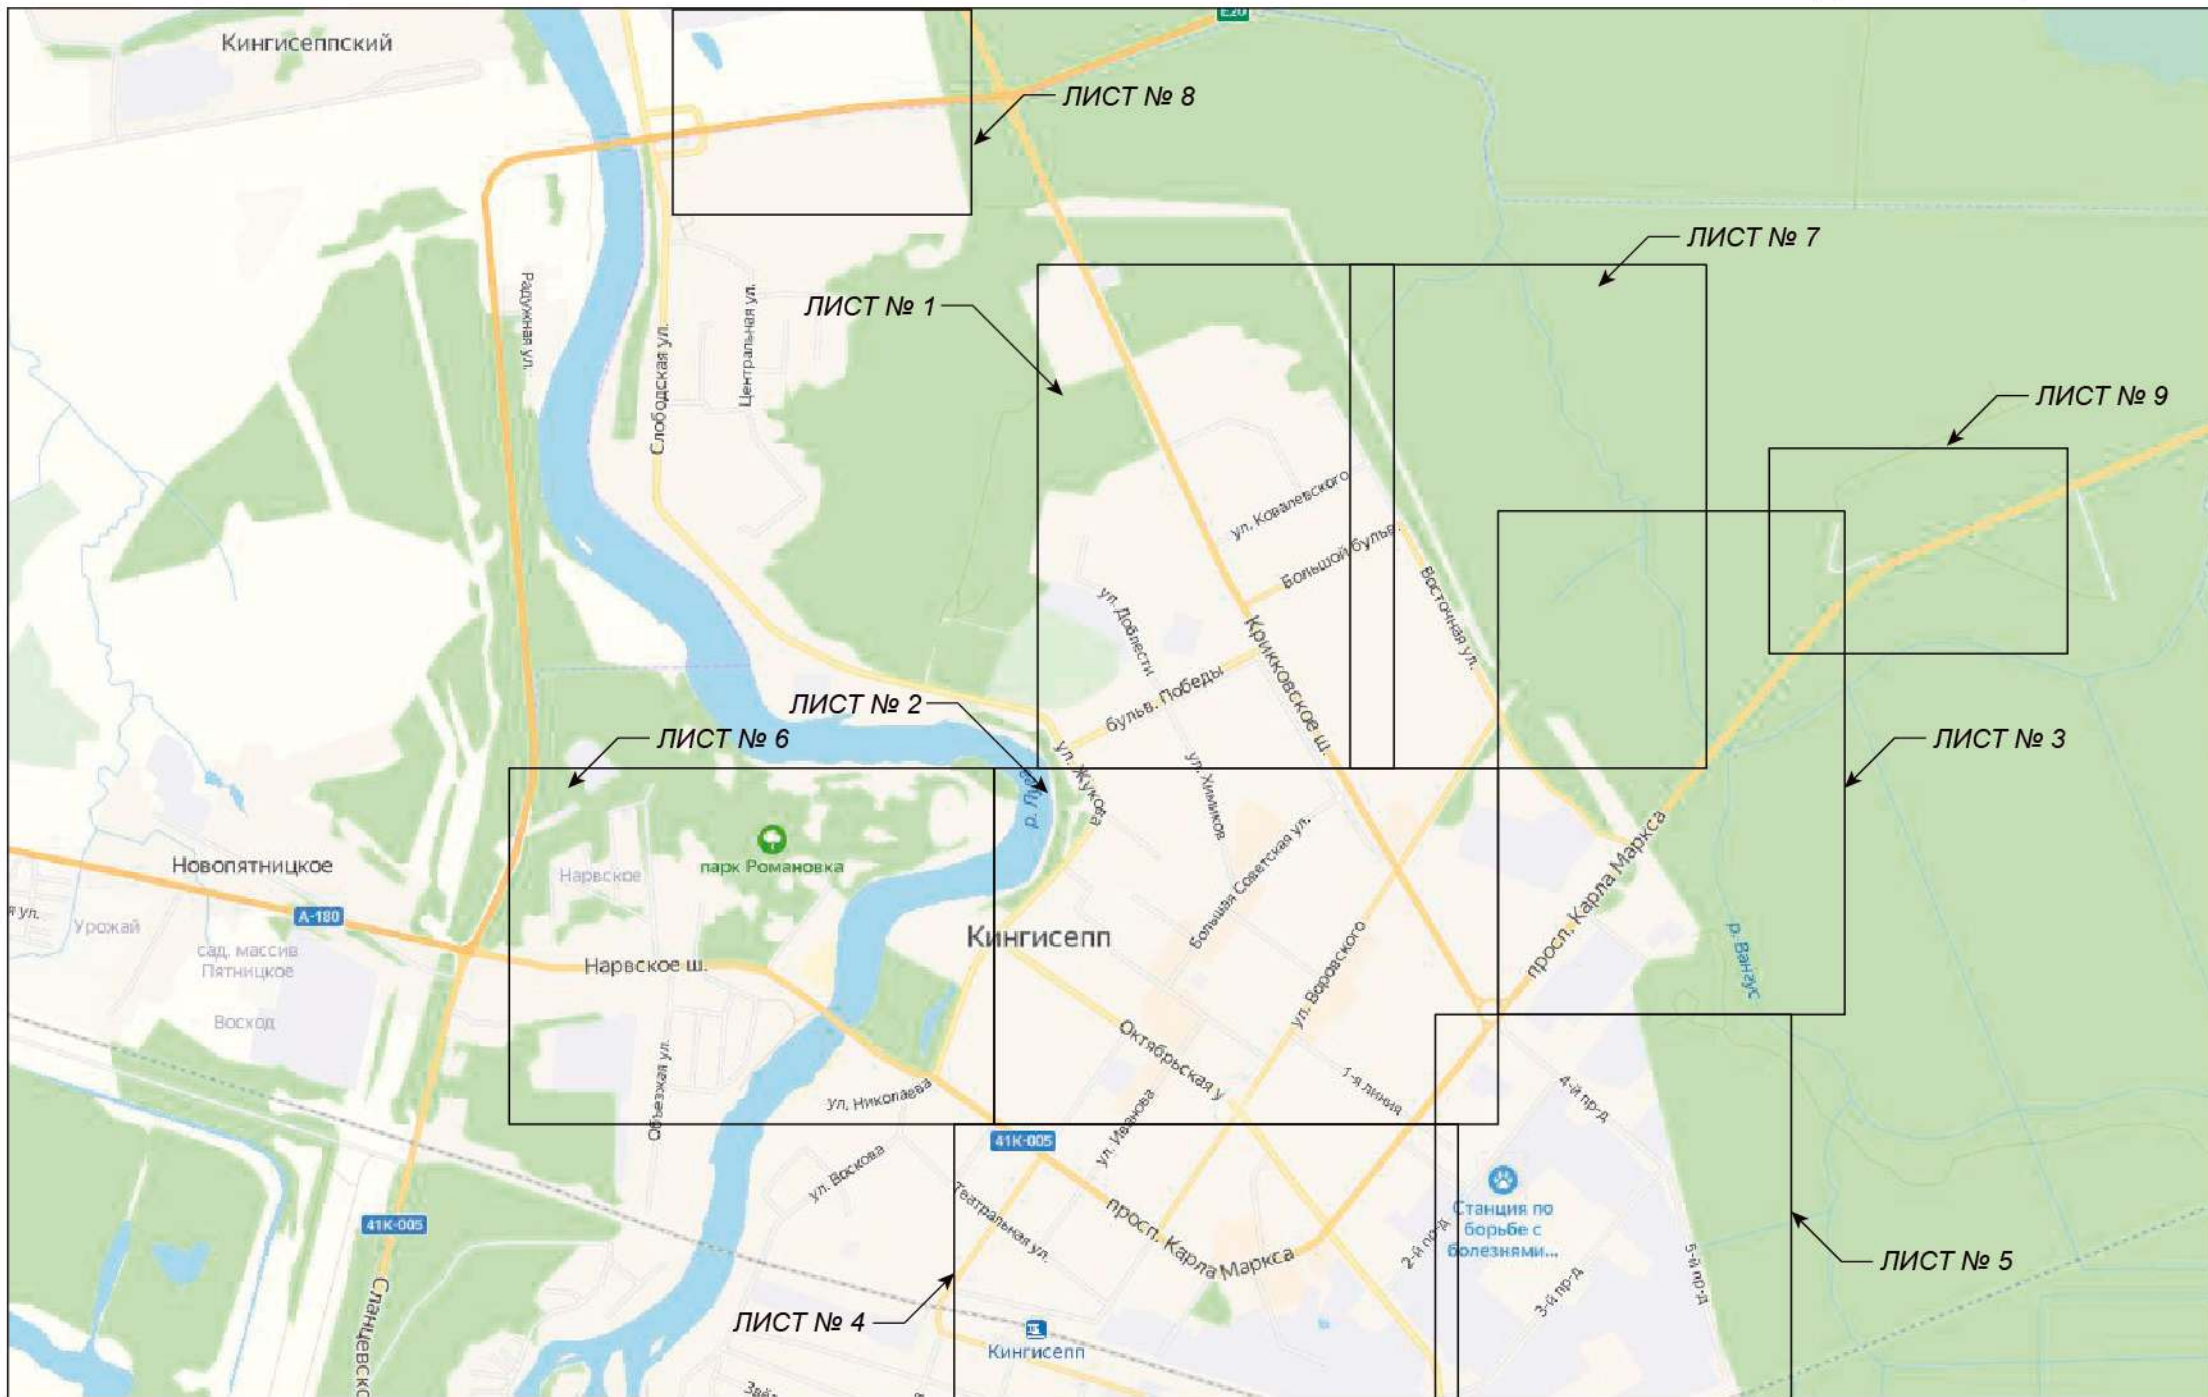 E20
Кингисеппский
ЛИСТ № 8
ЛИСТ № 7
ЛИСТ № 1
Радужная ул.
Центральная ул.
Слободская ул.
ЛИСТ № 9
ул. Ковалевского
Большой бульв.
Восточная ул.
ул. Доблести
Крикковское ш.
бульв. Победы
ЛИСТ № 2
ЛИСТ № 6
ЛИСТ № 3
ул. Жукова
ул. Химиков
Большая Советская ул.
просп. Карла Маркса
Новопятницкое
Нарвское
парк Романовка
А-180
я ул.
Урожай
сад. массив
Пятницкое
Восход
Нарвское ш.
Кингисепп
ул. Воровского
р. Вангус
Октябрьская у
1-я линия
4-й пр-д
Объезжая ул.
ул. Николаева
ул. Иванова
41К-005
ул. Воскова
Театральная ул.
просп. Карла Маркса
Станция по
борьбе с
болезнями...
2-й пр-д
3-й пр-д
5-й пр-д
41К-005
ЛИСТ № 5
ЛИСТ № 4
Кингисепп
Сланцевско